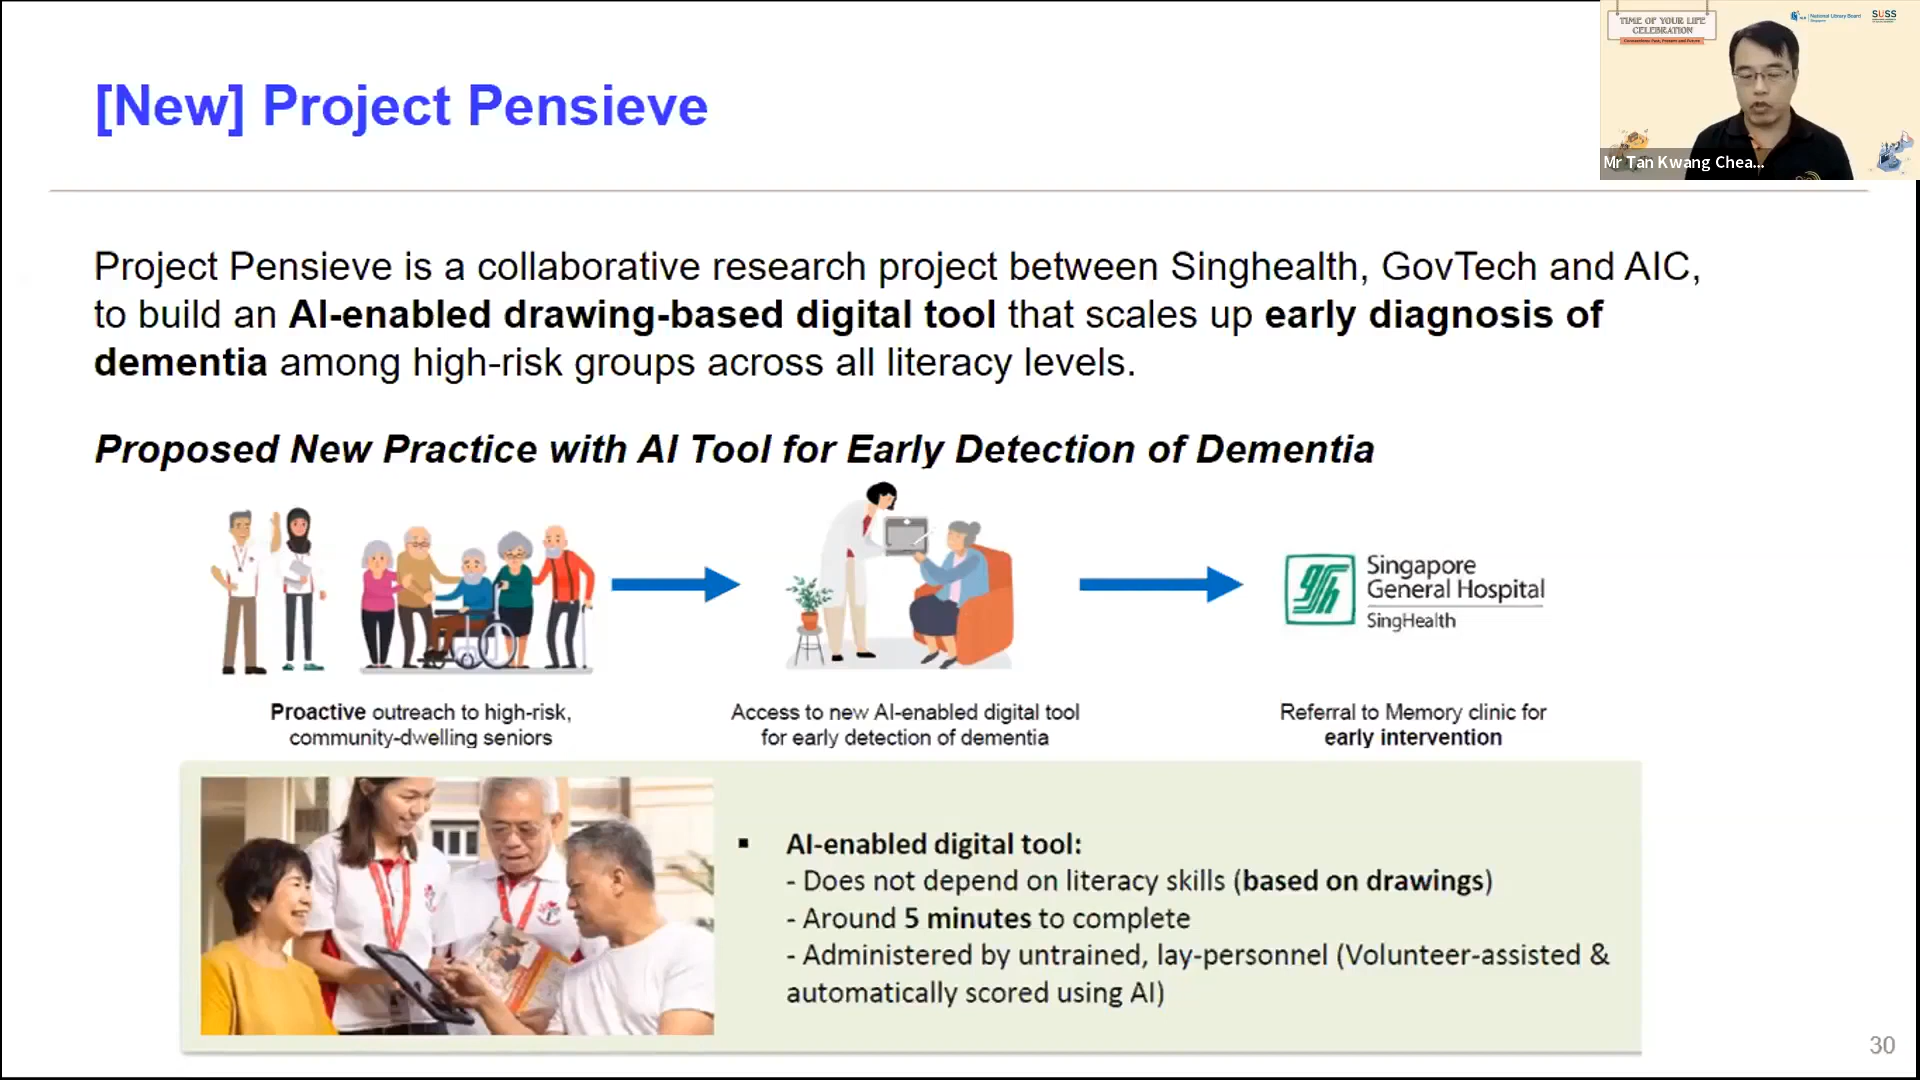 TIME OF YOUR LIFE
CELEBRATION
National Library Board
Singapore
SUSS
Mr Tan Kwang Chea...
[New] Project Pensieve
Project Pensieve is a collaborative research project between Singhealth, GovTech and AIC,
to build an AI-enabled drawing-based digital tool that scales up early diagnosis of
dementia among high-risk groups across all literacy levels.
Proposed New Practice with AI Tool for Early Detection of Dementia
Singapore
General Hospital
SingHealth
Proactive outreach to high-risk,
community-dwelling seniors
Access to new AI-enabled digital tool
for early detection of dementia
Referral to Memory clinic for
early intervention
▪ AI-enabled digital tool:
- Does not depend on literacy skills (based on drawings)
- Around 5 minutes to complete
- Administered by untrained, lay-personnel (Volunteer-assisted &
automatically scored using AI)
30